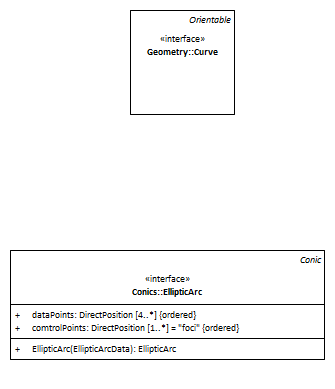 Orientable
«interface»
Geometry::Curve
Conic
«interface»
Conics::EllipticArc
+ dataPoints: DirectPosition [4..*] {ordered}
+ comtrolPoints: DirectPosition [1..*] = "foci" {ordered}
+ EllipticArc(EllipticArcData): EllipticArc